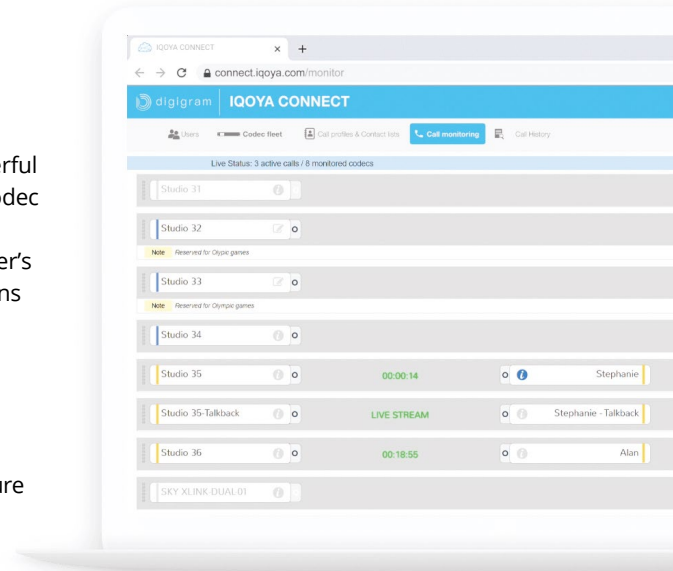 erful
odec
er's
ns
ure
IQOYA CONNECT × +
connect.iqoya.com/monitor
digigram IQOYA CONNECT
Users Codec fleet Call profiles & Contact lists Call monitoring Call History
Live Status: 3 active calls / 8 monitored codecs
Studio 31
Studio 32
Note Reserved for Olypic games
Studio 33
Note Reserved for Olympic games
Studio 34
Studio 35 00:00:14 Stephanie
Studio 35-Talkback LIVE STREAM Stephanie - Talkback
Studio 36 00:18:55 Alan
SKY XLINK-DUAL-01